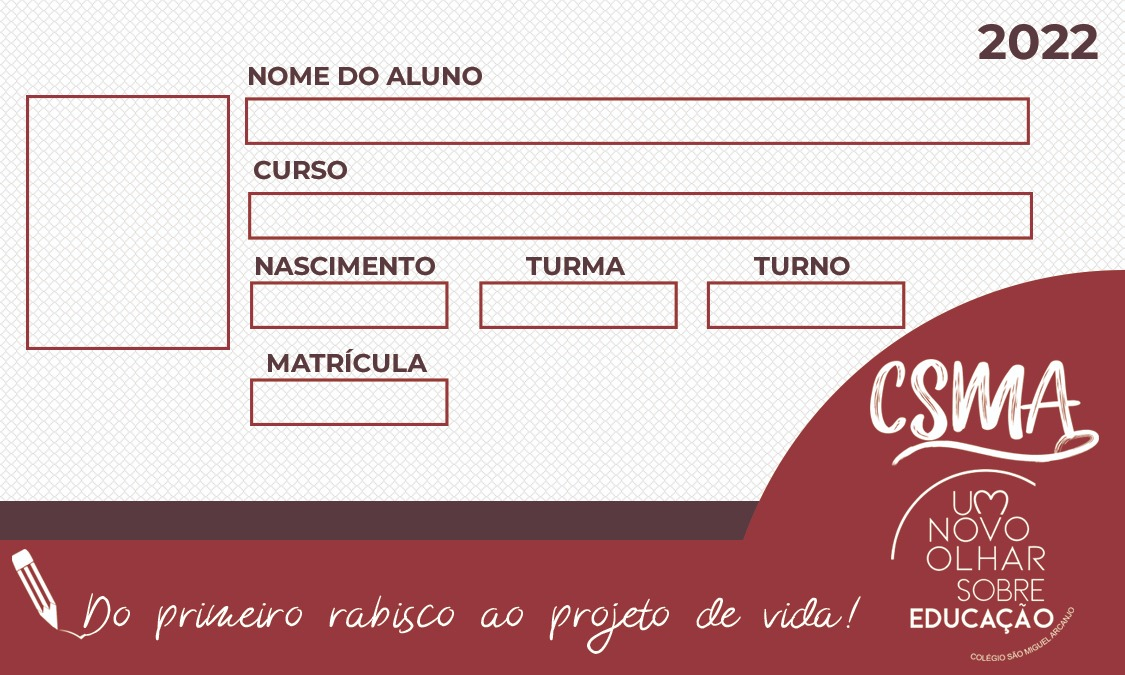 2022
NOME DO ALUNO
CURSO
NASCIMENTO TURMA TURNO
MATRÍCULA
CSMA
UM
NOVO
OLHAR
SOBRE
EDUCAÇÃO
COLÉGIO SÃO MIGUEL ARCANJO
Do primeiro rabisco ao projeto de vida!